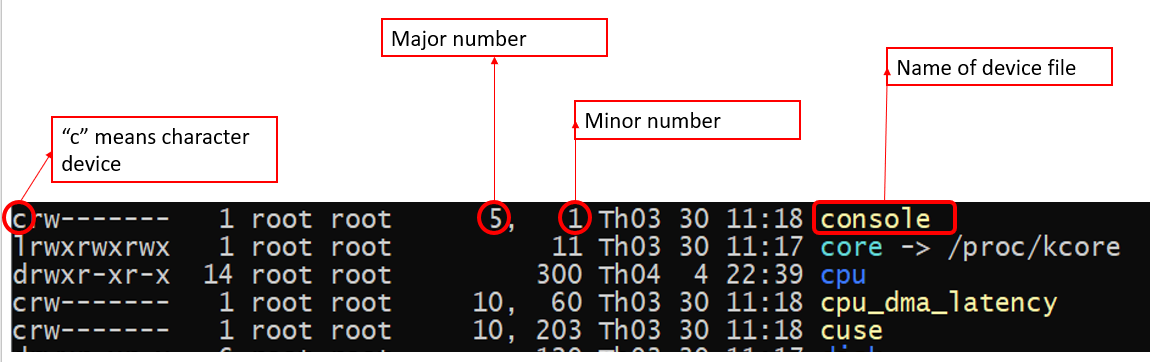 Major number
Name of device file
Minor number
“c” means character
device
crw------- 1 root root 5, 1 Th03 30 11:18 console
lrwxrwxrwx 1 root root 11 Th03 30 11:17 core -> /proc/kcore
drwxr-xr-x 14 root root 300 Th04 4 22:39 cpu
crw------- 1 root root 10, 60 Th03 30 11:18 cpu_dma_latency
crw------- 1 root root 10, 203 Th03 30 11:18 cuse